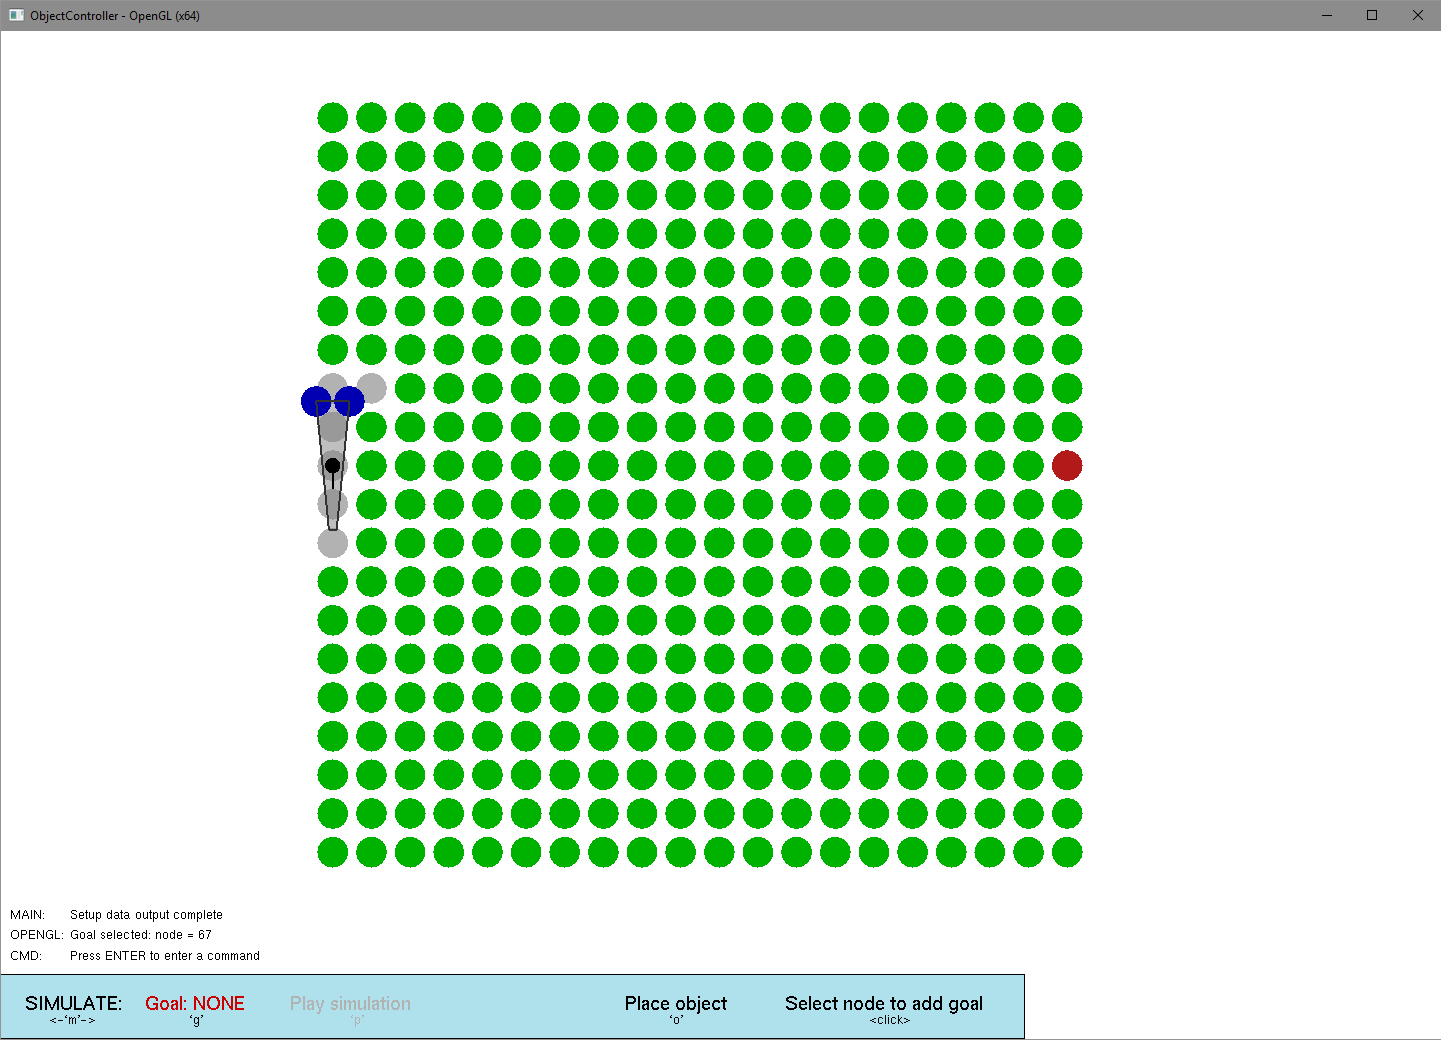 ObjectController - OpenGL (x64)
MAIN: Setup data output complete
OPENGL: Goal selected: node = 67
CMD: Press ENTER to enter a command
SIMULATE: Goal: NONE Play simulation Place object Select node to add goal
<-'m'-> 'g' 'p' 'o' <click>